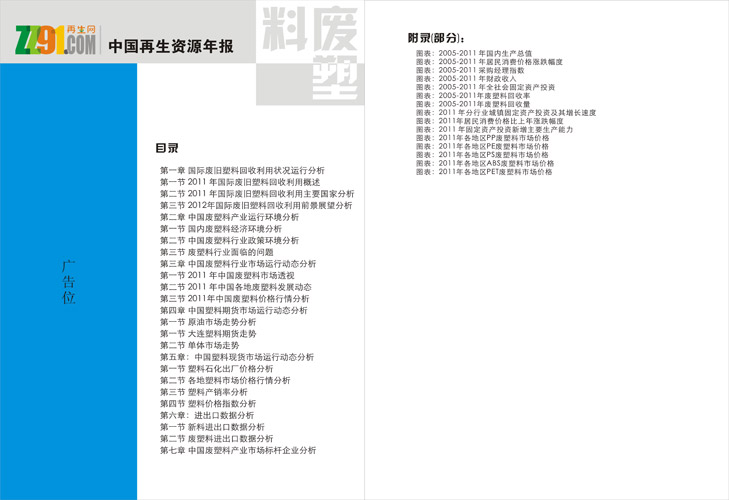 再生网
ZZ91.COM
中国再生资源年报
废塑料
目录
第一章 国际废旧塑料回收利用状况运行分析
第一节 2011 年国际废旧塑料回收利用概述
第二节 2011 年国际废旧塑料回收利用主要国家分析
第三节 2012年国际废旧塑料回收利用前景展望分析
第二章 中国废塑料产业运行环境分析
第一节 国内废塑料经济环境分析
第二节 中国废塑料行业政策环境分析
第三节 废塑料行业面临的问题
第三章 中国废塑料行业市场运行动态分析
第一节 2011 年中国废塑料市场透视
第二节 2011 年中国各地废塑料发展动态
第三节 2011年中国废塑料价格行情分析
第四章 中国塑料期货市场运行动态分析
第一节 原油市场走势分析
第一节 大连塑料期货走势
第二节 单体市场走势
第五章：中国塑料现货市场运行动态分析
第一节 塑料石化出厂价格分析
第二节 各地塑料市场价格行情分析
第三节 塑料产销率分析
第四节 塑料价格指数分析
第六章：进出口数据分析
第一节 新料进出口数据分析
第二节 废塑料进出口数据分析
第七章 中国废塑料产业市场标杆企业分析
广告位
附录(部分)：
图表：2005-2011 年国内生产总值
图表：2005-2011 年居民消费价格涨跌幅度
图表：2005-2011 采购经理指数
图表：2005-2011 年财政收入
图表：2005-2011 年全社会固定资产投资
图表：2005-2011年废塑料回收率
图表：2005-2011年废塑料回收量
图表：2011 年分行业城镇固定资产投资及其增长速度
图表：2011年居民消费价格比上年涨跌幅度
图表：2011 年固定资产投资新增主要生产能力
图表：2011年各地区PP废塑料市场价格
图表：2011年各地区PE废塑料市场价格
图表：2011年各地区PS废塑料市场价格
图表：2011年各地区ABS废塑料市场价格
图表：2011年各地区PET废塑料市场价格